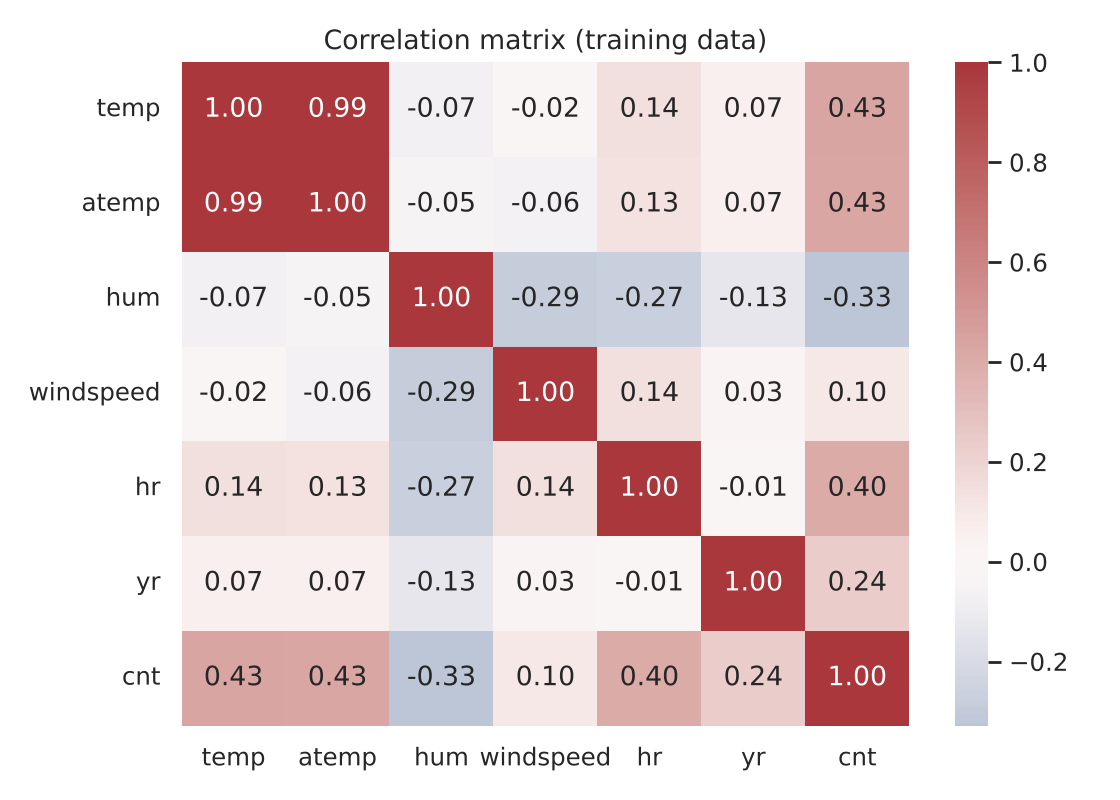 Correlation matrix (training data)
temp 1.00 0.99 -0.07 -0.02 0.14 0.07 0.43
atemp 0.99 1.00 -0.05 -0.06 0.13 0.07 0.43
hum -0.07 -0.05 1.00 -0.29 -0.27 -0.13 -0.33
windspeed -0.02 -0.06 -0.29 1.00 0.14 0.03 0.10
hr 0.14 0.13 -0.27 0.14 1.00 -0.01 0.40
yr 0.07 0.07 -0.13 0.03 -0.01 1.00 0.24
cnt 0.43 0.43 -0.33 0.10 0.40 0.24 1.00
temp atemp hum windspeed hr yr cnt
1.0
0.8
0.6
0.4
0.2
0.0
−0.2